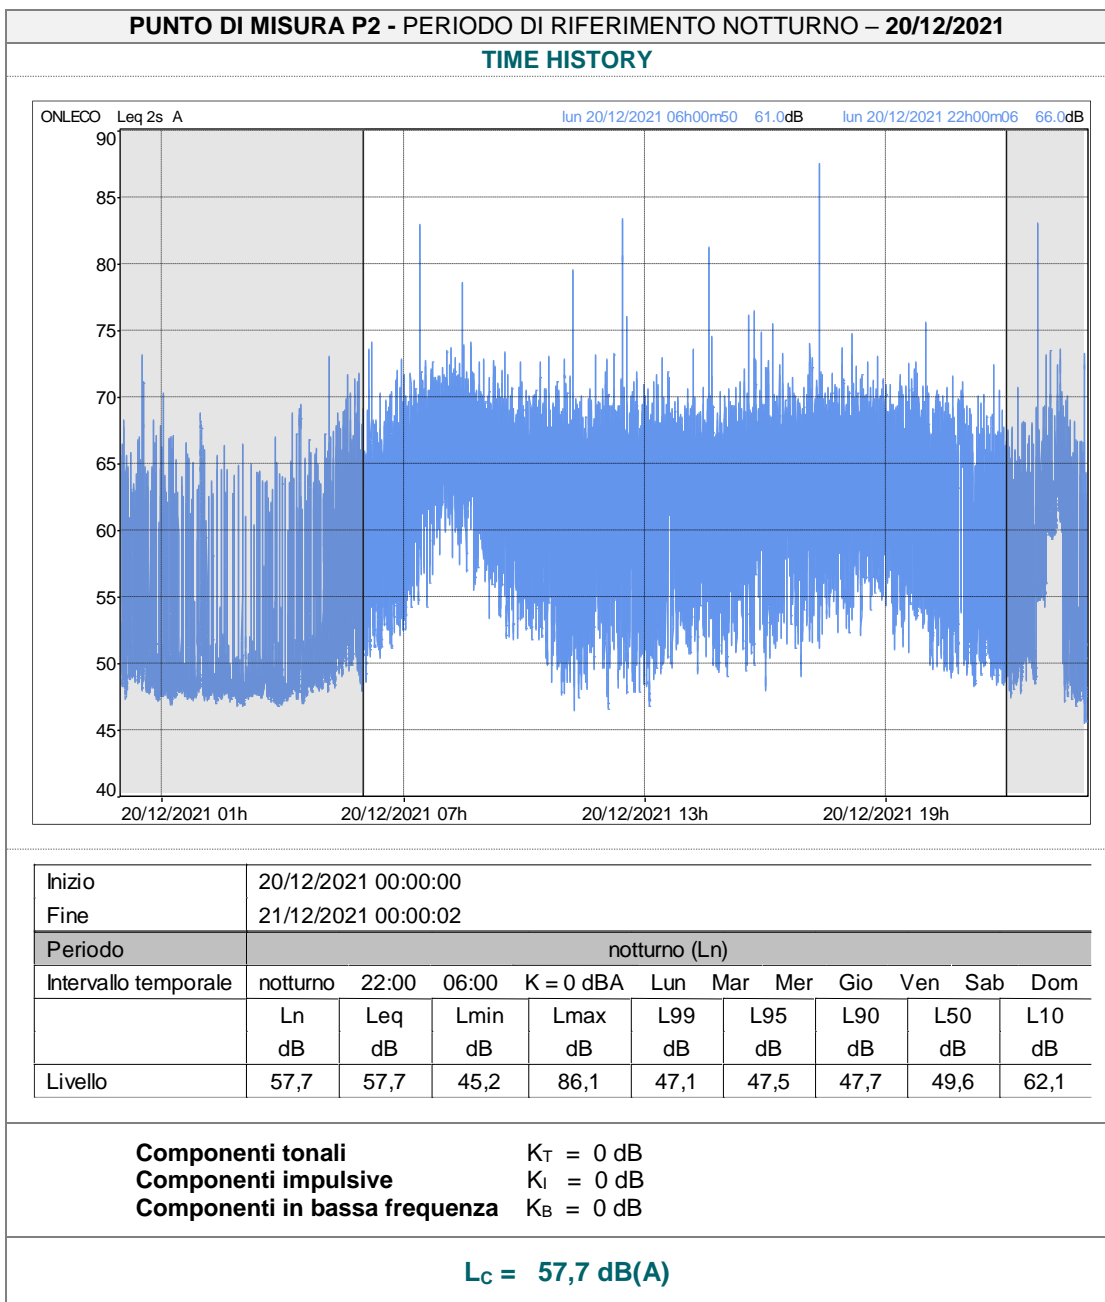 PUNTO DI MISURA P2 - PERIODO DI RIFERIMENTO NOTTURNO – 20/12/2021
TIME HISTORY
ONLECO Leq 2s A lun 20/12/2021 06h00m50 61.0dB lun 20/12/2021 22h00m06 66.0dB
90
85
80
75
70
65
60
55
50
45
40
20/12/2021 01h 20/12/2021 07h 20/12/2021 13h 20/12/2021 19h
Inizio 20/12/2021 00:00:00
Fine 21/12/2021 00:00:02
Periodo notturno (Ln)
Intervallo temporale notturno 22:00 06:00 K = 0 dBA Lun Mar Mer Gio Ven Sab Dom
Ln Leq Lmin Lmax L99 L95 L90 L50 L10
dB dB dB dB dB dB dB dB dB
Livello 57,7 57,7 45,2 86,1 47,1 47,5 47,7 49,6 62,1
Componenti tonali KT = 0 dB
Componenti impulsive KI = 0 dB
Componenti in bassa frequenza KB = 0 dB
LC = 57,7 dB(A)